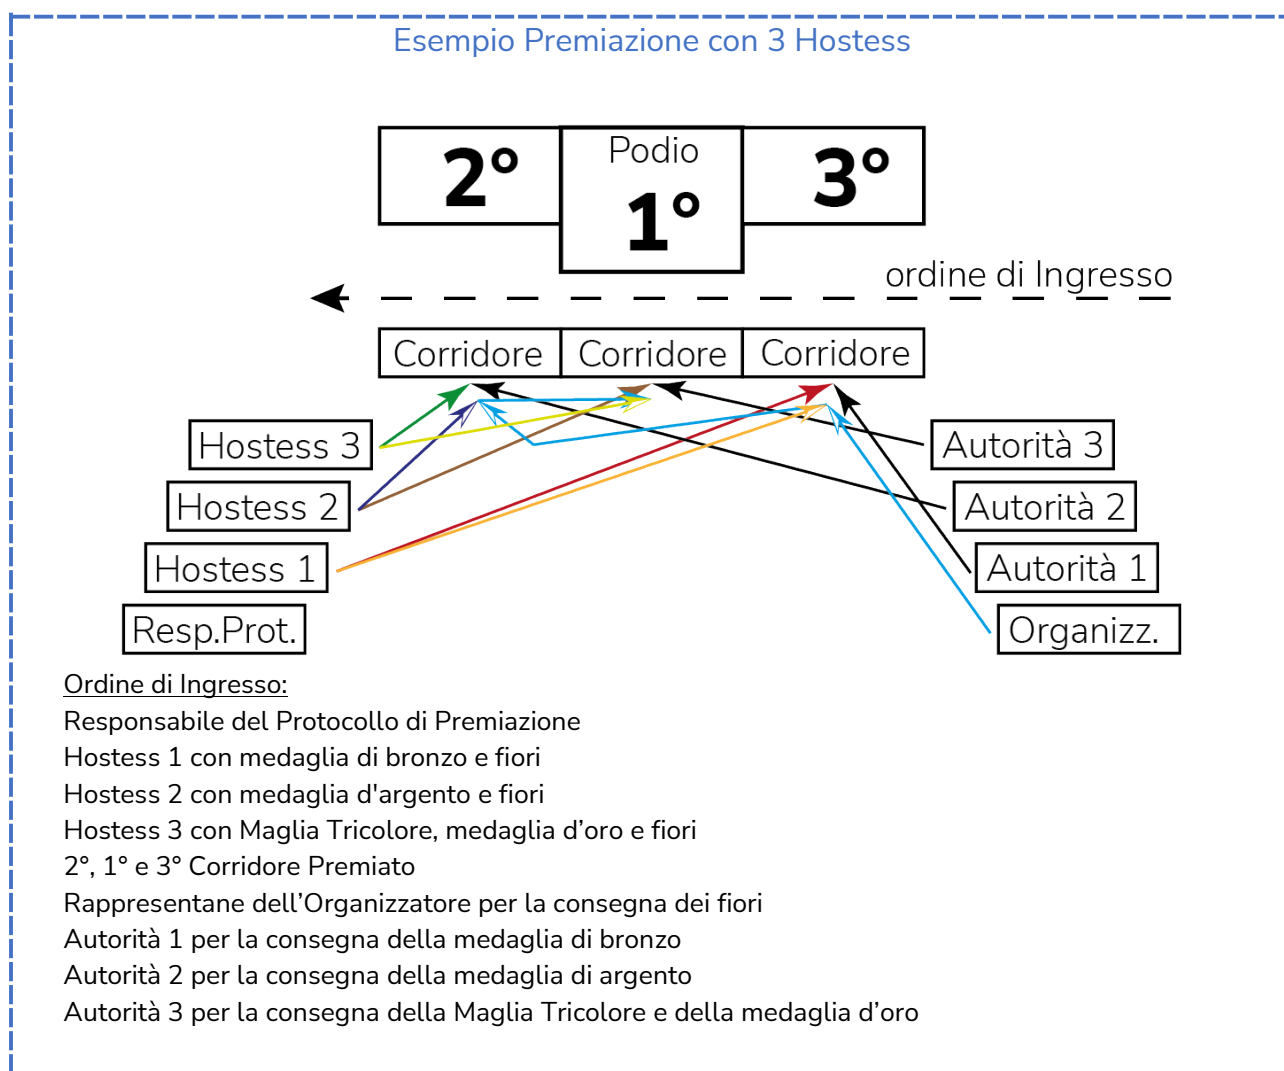 Esempio Premiazione con 3 Hostess
Podio
2° 1° 3°
ordine di Ingresso
Corridore Corridore Corridore
Hostess 3 Autorità 3
Hostess 2 Autorità 2
Hostess 1 Autorità 1
Resp.Prot. Organizz.
Ordine di Ingresso:
Responsabile del Protocollo di Premiazione
Hostess 1 con medaglia di bronzo e fiori
Hostess 2 con medaglia d'argento e fiori
Hostess 3 con Maglia Tricolore, medaglia d’oro e fiori
2°, 1° e 3° Corridore Premiato
Rappresentane dell’Organizzatore per la consegna dei fiori
Autorità 1 per la consegna della medaglia di bronzo
Autorità 2 per la consegna della medaglia di argento
Autorità 3 per la consegna della Maglia Tricolore e della medaglia d’oro